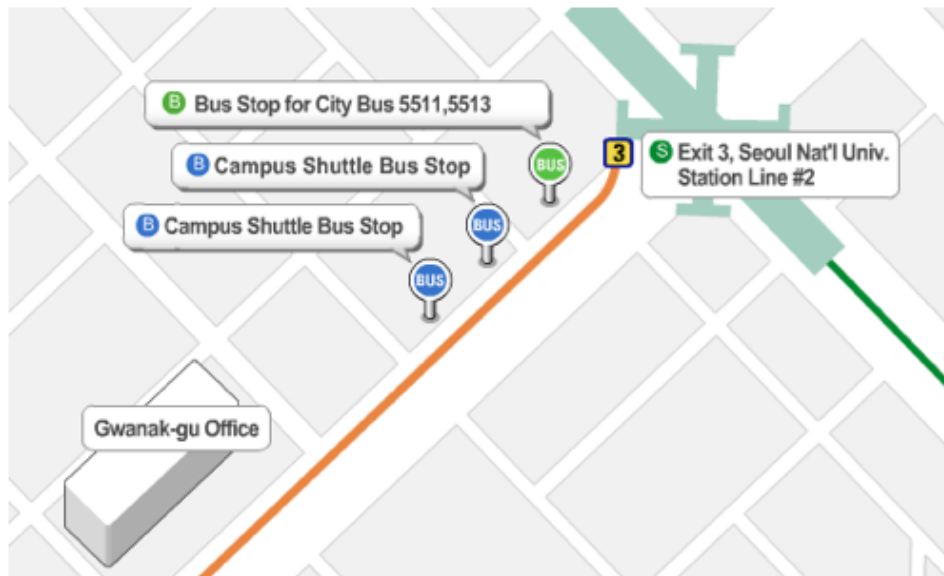 B Bus Stop for City Bus 5511,5513
BUS
B Campus Shuttle Bus Stop
BUS
B Campus Shuttle Bus Stop
BUS
3
S Exit 3, Seoul Nat'l Univ.
Station Line #2
Gwanak-gu Office